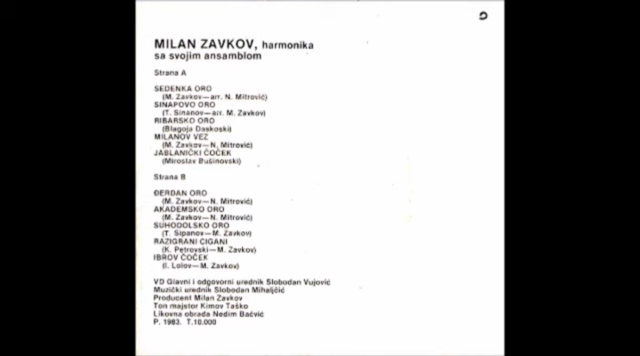 MILAN ZAVKOV, harmonika
sa svojim ansamblom
Strana A
SEDENKA ORO
(M. Zavkov—arr. N. Mitrović)
SINAPOVO ORO
(T. Sinanov—arr. M. Zavkov)
RIBARSKO ORO
(Blagoja Daskoski)
MILANOV VEZ
(M. Zavkov—N. Mitrović)
JABLANIČKI ČOČEK
(Miroslav Bušinovski)
Strana B
ĐERDAN ORO
(M. Zavkov—N. Mitrović)
AKADEMSKO ORO
(M. Zavkov—N. Mitrović)
SUHODOLSKO ORO
(T. Sipanov—M. Zavkov)
RAZIGRANI CIGANI
(K. Petrovski—M. Zavkov)
IBROV ČOČEK
(I. Lolov—M. Zavkov)
VD Glavni i odgovorni urednik Slobodan Vujović
Muzički urednik Slobodan Mihaljčić
Producent Milan Zavkov
Ton majstor Kimov Taško
Likovna obrada Nedim Baćvić
P. 1983. T.10.000